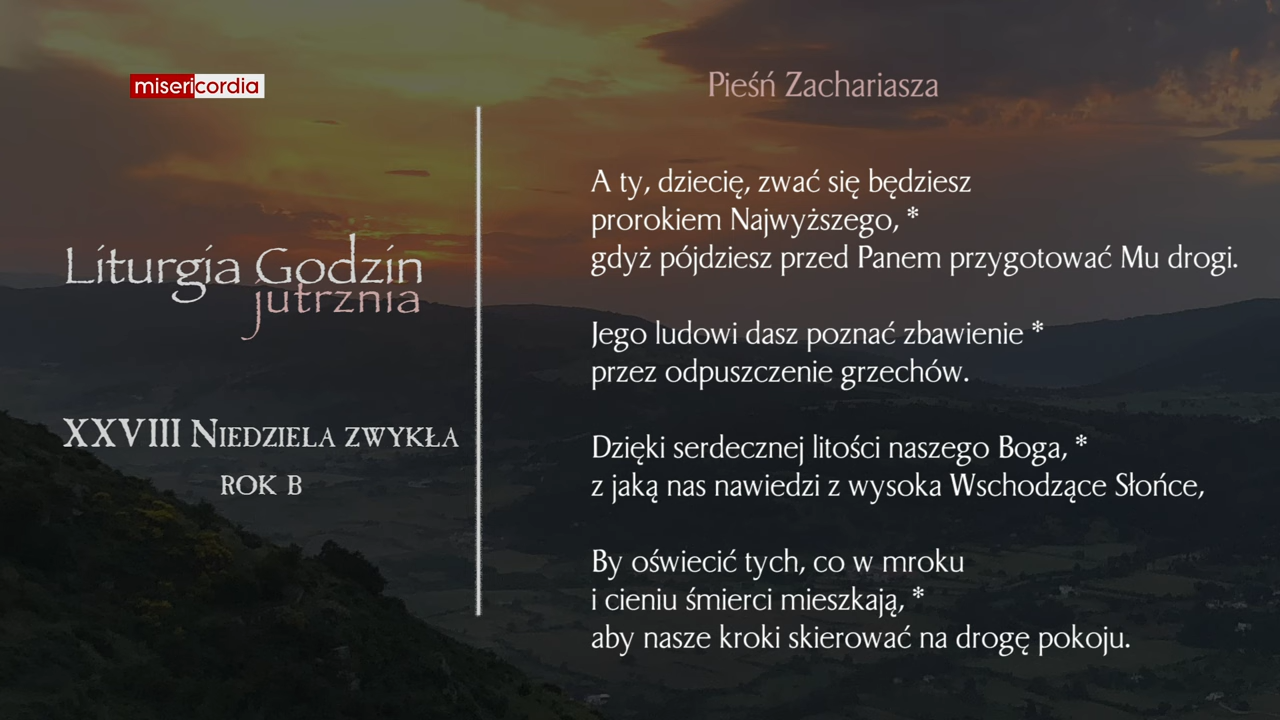 misericordia
Liturgia Godzin
jutrznia
XXVIII Niedziela zwykła
rok B
Pieśń Zachariasza
A ty, dziecię, zwać się będziesz
prorokiem Najwyższego, *
gdyż pójdziesz przed Panem przygotować Mu drogi.
Jego ludowi dasz poznać zbawienie *
przez odpuszczenie grzechów.
Dzięki serdecznej litości naszego Boga, *
z jaką nas nawiedzi z wysoka Wschodzące Słońce,
By oświecić tych, co w mroku
i cieniu śmierci mieszkają, *
aby nasze kroki skierować na drogę pokoju.